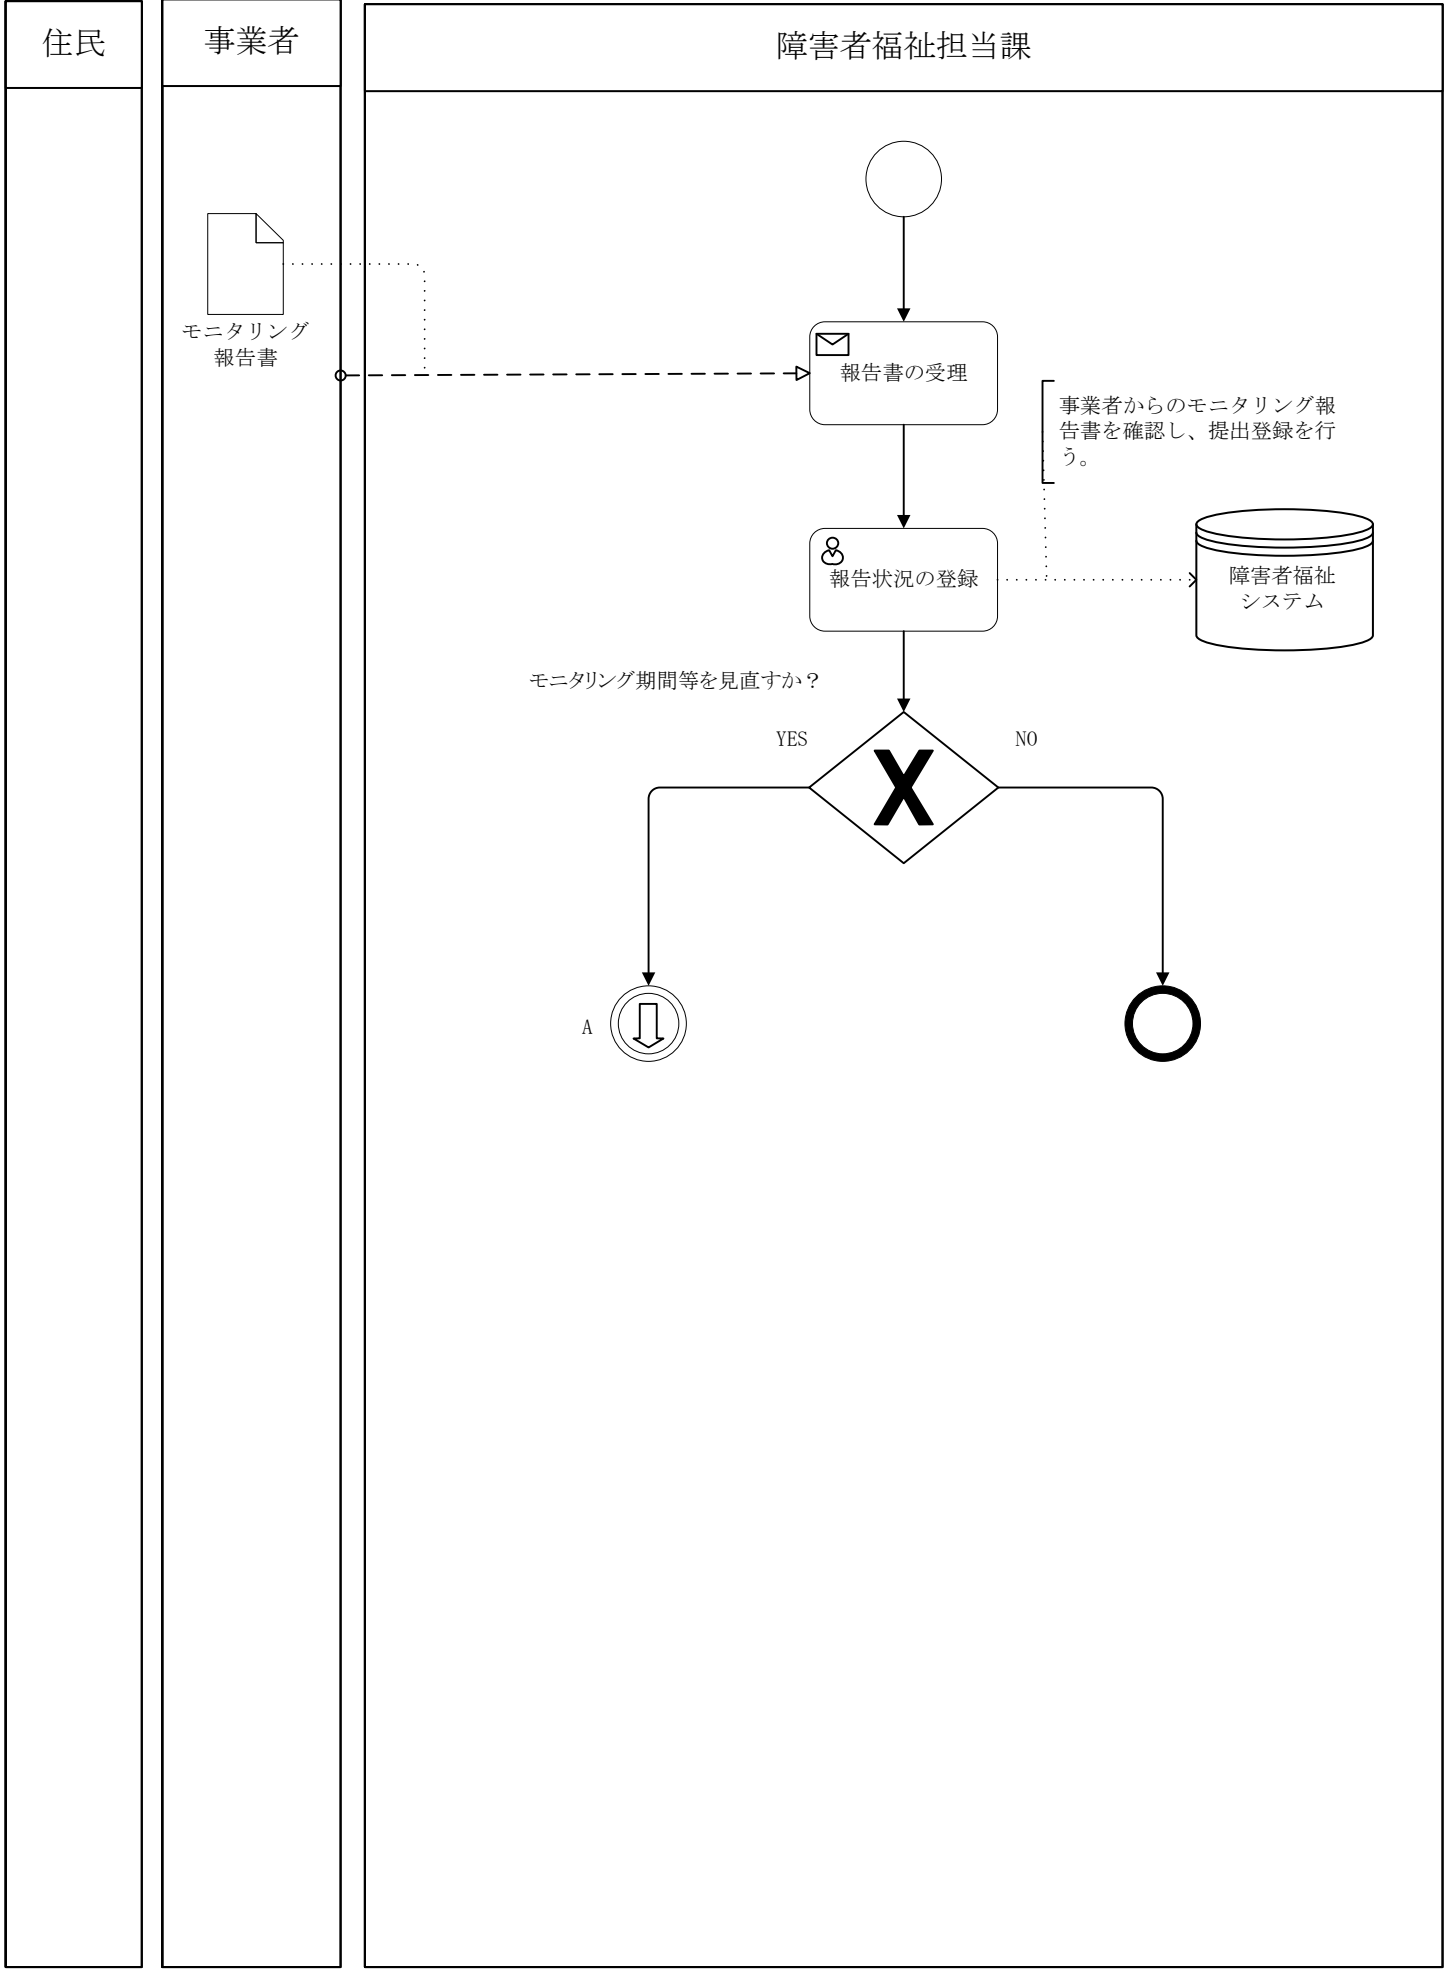 住民
事業者
障害者福祉担当課
モニタリング
報告書
報告書の受理
事業者からのモニタリング報
告書を確認し、提出登録を行
う。
報告状況の登録
障害者福祉
システム
モニタリング期間等を見直すか？
YES
NO
A